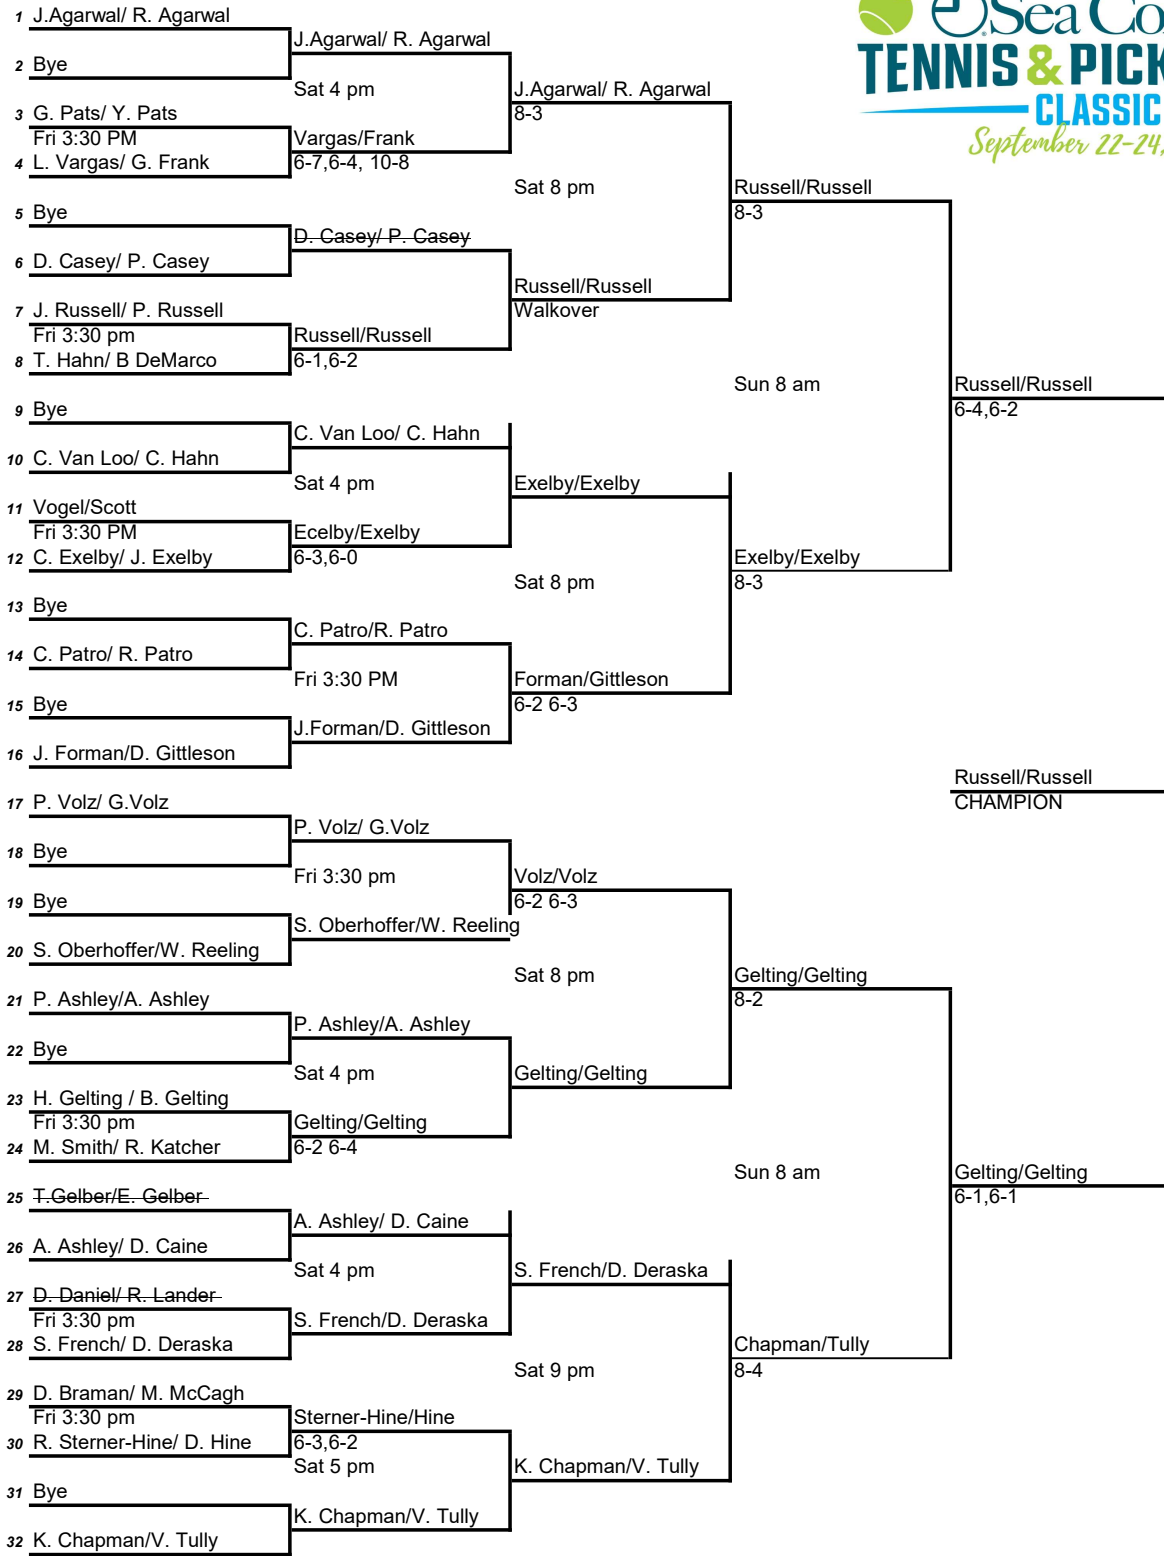 Sea Co
TENNIS & PICK
CLASSIC
September 22-24,
1 J.Agarwal/ R. Agarwal
J.Agarwal/ R. Agarwal
2 Bye
Sat 4 pm
J.Agarwal/ R. Agarwal
8-3
3 G. Pats/ Y. Pats
Fri 3:30 PM
Vargas/Frank
4 L. Vargas/ G. Frank
6-7,6-4, 10-8
Sat 8 pm
Russell/Russell
8-3
5 Bye
D. Casey/ P. Casey
6 D. Casey/ P. Casey
Russell/Russell
Walkover
7 J. Russell/ P. Russell
Fri 3:30 pm
Russell/Russell
8 T. Hahn/ B DeMarco
6-1,6-2
Sun 8 am
Russell/Russell
6-4,6-2
9 Bye
C. Van Loo/ C. Hahn
10 C. Van Loo/ C. Hahn
Sat 4 pm
Exelby/Exelby
11 Vogel/Scott
Fri 3:30 PM
Ecelby/Exelby
12 C. Exelby/ J. Exelby
6-3,6-0
Exelby/Exelby
Sat 8 pm
8-3
13 Bye
C. Patro/R. Patro
14 C. Patro/ R. Patro
Fri 3:30 PM
Forman/Gittleson
6-2 6-3
15 Bye
J.Forman/D. Gittleson
16 J. Forman/D. Gittleson
Russell/Russell
CHAMPION
17 P. Volz/ G.Volz
P. Volz/ G.Volz
18 Bye
Fri 3:30 pm
Volz/Volz
6-2 6-3
19 Bye
S. Oberhoffer/W. Reeling
20 S. Oberhoffer/W. Reeling
Sat 8 pm
Gelting/Gelting
8-2
21 P. Ashley/A. Ashley
P. Ashley/A. Ashley
22 Bye
Sat 4 pm
Gelting/Gelting
23 H. Gelting / B. Gelting
Fri 3:30 pm
Gelting/Gelting
24 M. Smith/ R. Katcher
6-2 6-4
Sun 8 am
Gelting/Gelting
6-1,6-1
25 T.Gelber/E. Gelber
A. Ashley/ D. Caine
26 A. Ashley/ D. Caine
Sat 4 pm
S. French/D. Deraska
27 D. Daniel/ R. Lander
Fri 3:30 pm
S. French/D. Deraska
28 S. French/ D. Deraska
Chapman/Tully
Sat 9 pm
8-4
29 D. Braman/ M. McCagh
Fri 3:30 pm
Sterner-Hine/Hine
30 R. Sterner-Hine/ D. Hine
6-3,6-2
Sat 5 pm
K. Chapman/V. Tully
31 Bye
K. Chapman/V. Tully
32 K. Chapman/V. Tully